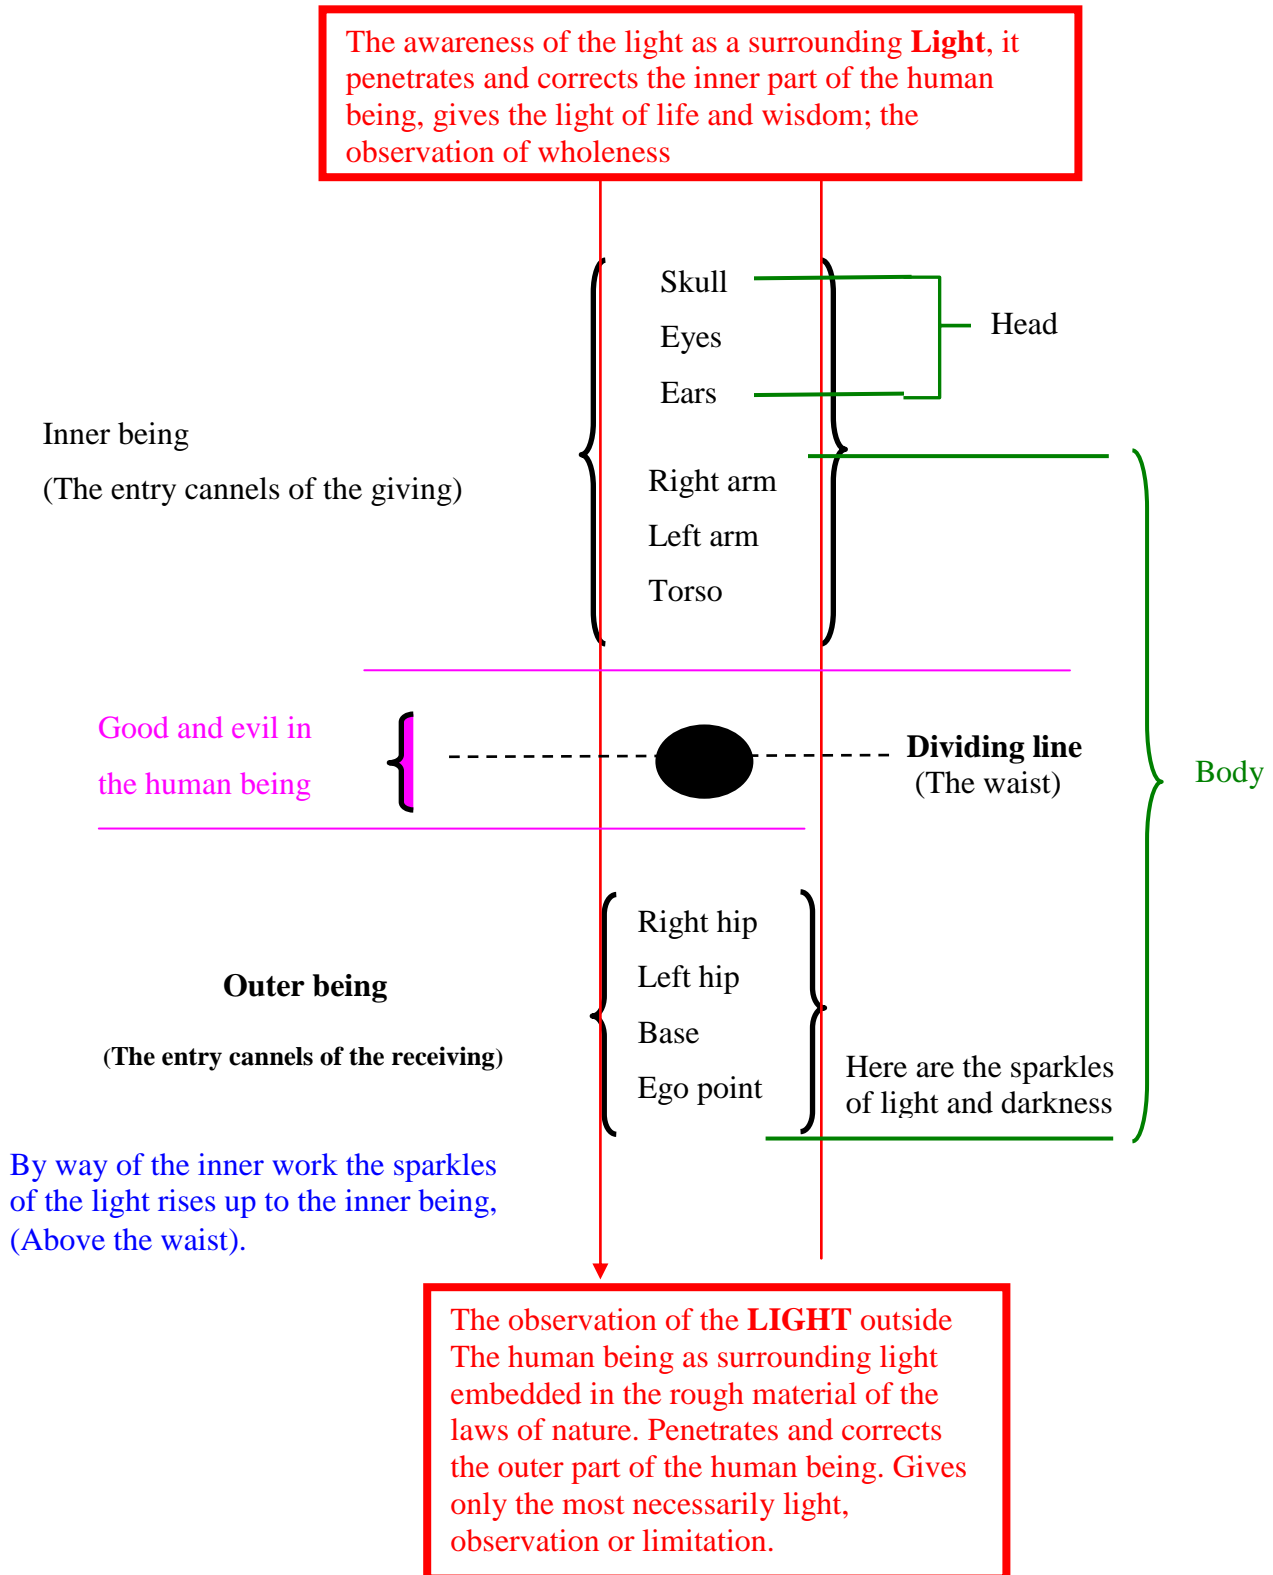 The awareness of the light as a surrounding Light, it
penetrates and corrects the inner part of the human
being, gives the light of life and wisdom; the
observation of wholeness
Skull
Eyes
Ears
Head
Inner being
(The entry cannels of the giving)
Right arm
Left arm
Torso
Good and evil in
the human being
Dividing line
(The waist)
Body
Right hip
Left hip
Base
Ego point
Outer being
(The entry cannels of the receiving)
Here are the sparkles
of light and darkness
By way of the inner work the sparkles
of the light rises up to the inner being,
(Above the waist).
The observation of the LIGHT outside
The human being as surrounding light
embedded in the rough material of the
laws of nature. Penetrates and corrects
the outer part of the human being. Gives
only the most necessarily light,
observation or limitation.